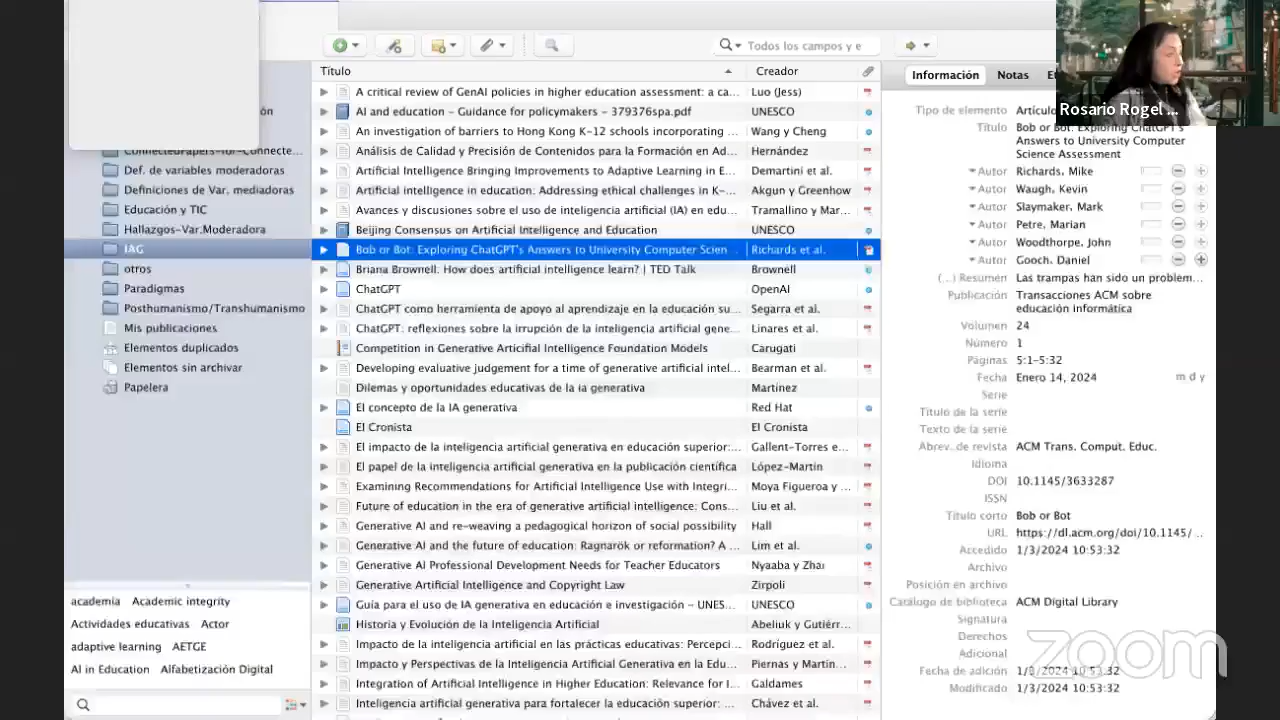 Todos los campos y e
Rosario Rogel ...
ón
ConnectedPapers-for-Connecte...
Def. de variables moderadoras
Definiciones de Var. mediadoras
Educación y TIC
Hallazgos-Var.Moderadora
IAG
otros
Paradigmas
Posthumanismo/Transhumanismo
Mis publicaciones
Elementos duplicados
Elementos sin archivar
Papelera
academia Academic integrity
Actividades educativas Actor
adaptive learning AETGE
AI in Education Alfabetización Digital
Título Creador
A critical review of GenAI policies in higher education assessment: a ca... Luo (Jess)
AI and education - Guidance for policymakers - 379376spa.pdf UNESCO
An investigation of barriers to Hong Kong K-12 schools incorporating ... Wang y Cheng
Análisis de Calidad y Precisión de Contenidos para la Formación en Ad... Hernández
Artificial Intelligence Bringing Improvements to Adaptive Learning in E... Demartini et al.
Artificial intelligence in education: Addressing ethical challenges in K-... Akgun y Greenhow
Avances y discusiones sobre el uso de inteligencia artificial (IA) en edu... Tramallino y Mar...
Beijing Consensus on Artificial Intelligence and Education UNESCO
Bob or Bot: Exploring ChatGPT's Answers to University Computer Scien... Richards et al.
Briana Brownell: How does artificial intelligence learn? | TED Talk Brownell
ChatGPT OpenAI
ChatGPT como herramienta de apoyo al aprendizaje en la educación su... Segarra et al.
ChatGPT: reflexiones sobre la irrupción de la inteligencia artificial gene... Linares et al.
Competition in Generative Articifial Intelligence Foundation Models Carugati
Developing evaluative judgement for a time of generative artificial intel... Bearman et al.
Dilemas y oportunidades educativas de la ia generativa Martínez
El concepto de la IA generativa Red Hat
El Cronista El Cronista
El impacto de la inteligencia artificial generativa en educación superior:... Gallent-Torres e...
El papel de la inteligencia artificial generativa en la publicación científica López-Martín
Examining Recommendations for Artificial Intelligence Use with Integri... Moya Figueroa y ...
Future of education in the era of generative artificial intelligence: Cons... Liu et al.
Generative AI and re-weaving a pedagogical horizon of social possibility Hall
Generative AI and the future of education: Ragnarök or reformation? A ... Lim et al.
Generative AI Professional Development Needs for Teacher Educators Nyaaba y Zhai
Generative Artificial Intelligence and Copyright Law Zirpoli
Guía para el uso de IA generativa en educación e investigación - UNES... UNESCO
Historia y Evolución de la Inteligencia Artificial Abeliuk y Gutiérr...
Impacto de la inteligencia artificial en las prácticas educativas: Percepci... Rodríguez et al.
Impacto y Perspectivas de la Inteligencia Artificial Generativa en la Edu... Piernas y Martín...
Integration of Artificial Intelligence in Higher Education: Relevance for I... Galdames
Inteligencia artificial generativa para fortalecer la educación superior: ... Chávez et al.
Información Notas
Tipo de elemento Artículo
Título Bob or Bot: Exploring ChatGPT's
Answers to University Computer
Science Assessment
Autor Richards, Mike
Autor Waugh, Kevin
Autor Slaymaker, Mark
Autor Petre, Marian
Autor Woodthorpe, John
Autor Gooch, Daniel
(...) Resumen Las trampas han sido un problem...
Publicación Transacciones ACM sobre
educación informática
Volumen 24
Número 1
Páginas 5:1-5:32
Fecha Enero 14, 2024 m d y
Serie
Título de la serie
Texto de la serie
Abrev. de revista ACM Trans. Comput. Educ.
Idioma
DOI 10.1145/3633287
ISSN
Título corto Bob or Bot
URL https://dl.acm.org/doi/10.1145/ ...
Accedido 1/3/2024 10:53:32
Archivo
Posición en archivo
Catálogo de biblioteca ACM Digital Library
Signatura
Derechos
Adicional
Fecha de adición 1/3/2024 10:53:32
Modificado 1/3/2024 10:53:32
zoom